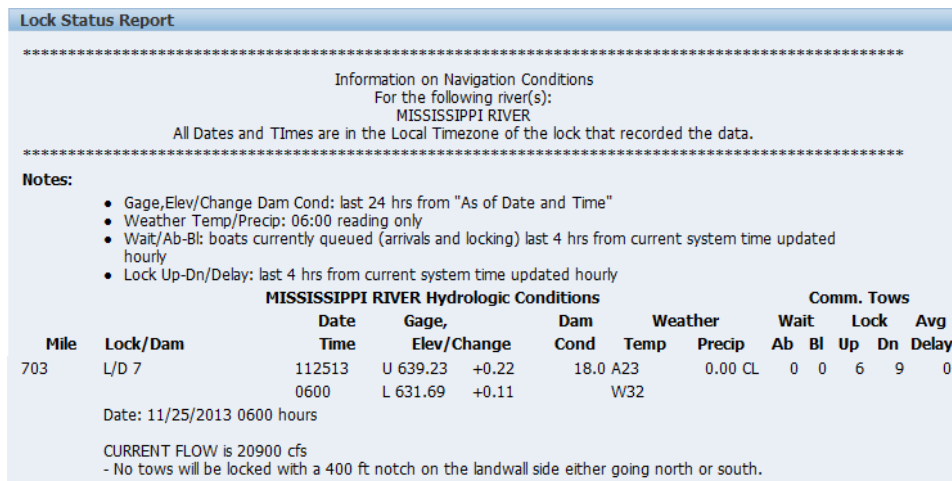 Lock Status Report
**************************************************************************************************
Information on Navigation Conditions
For the following river(s):
MISSISSIPPI RIVER
All Dates and TImes are in the Local Timezone of the lock that recorded the data.
**************************************************************************************************
Notes:
● Gage,Elev/Change Dam Cond: last 24 hrs from "As of Date and Time"
● Weather Temp/Precip: 06:00 reading only
● Wait/Ab-Bl: boats currently queued (arrivals and locking) last 4 hrs from current system time updated
hourly
● Lock Up-Dn/Delay: last 4 hrs from current system time updated hourly
MISSISSIPPI RIVER Hydrologic Conditions Comm. Tows
Date Gage, Dam Weather Wait Lock Avg
Mile Lock/Dam Time Elev/Change Cond Temp Precip Ab Bl Up Dn Delay
703 L/D 7 112513 U 639.23 +0.22 18.0 A23 0.00 CL 0 0 6 9 0
0600 L 631.69 +0.11 W32
Date: 11/25/2013 0600 hours
CURRENT FLOW is 20900 cfs
- No tows will be locked with a 400 ft notch on the landwall side either going north or south.